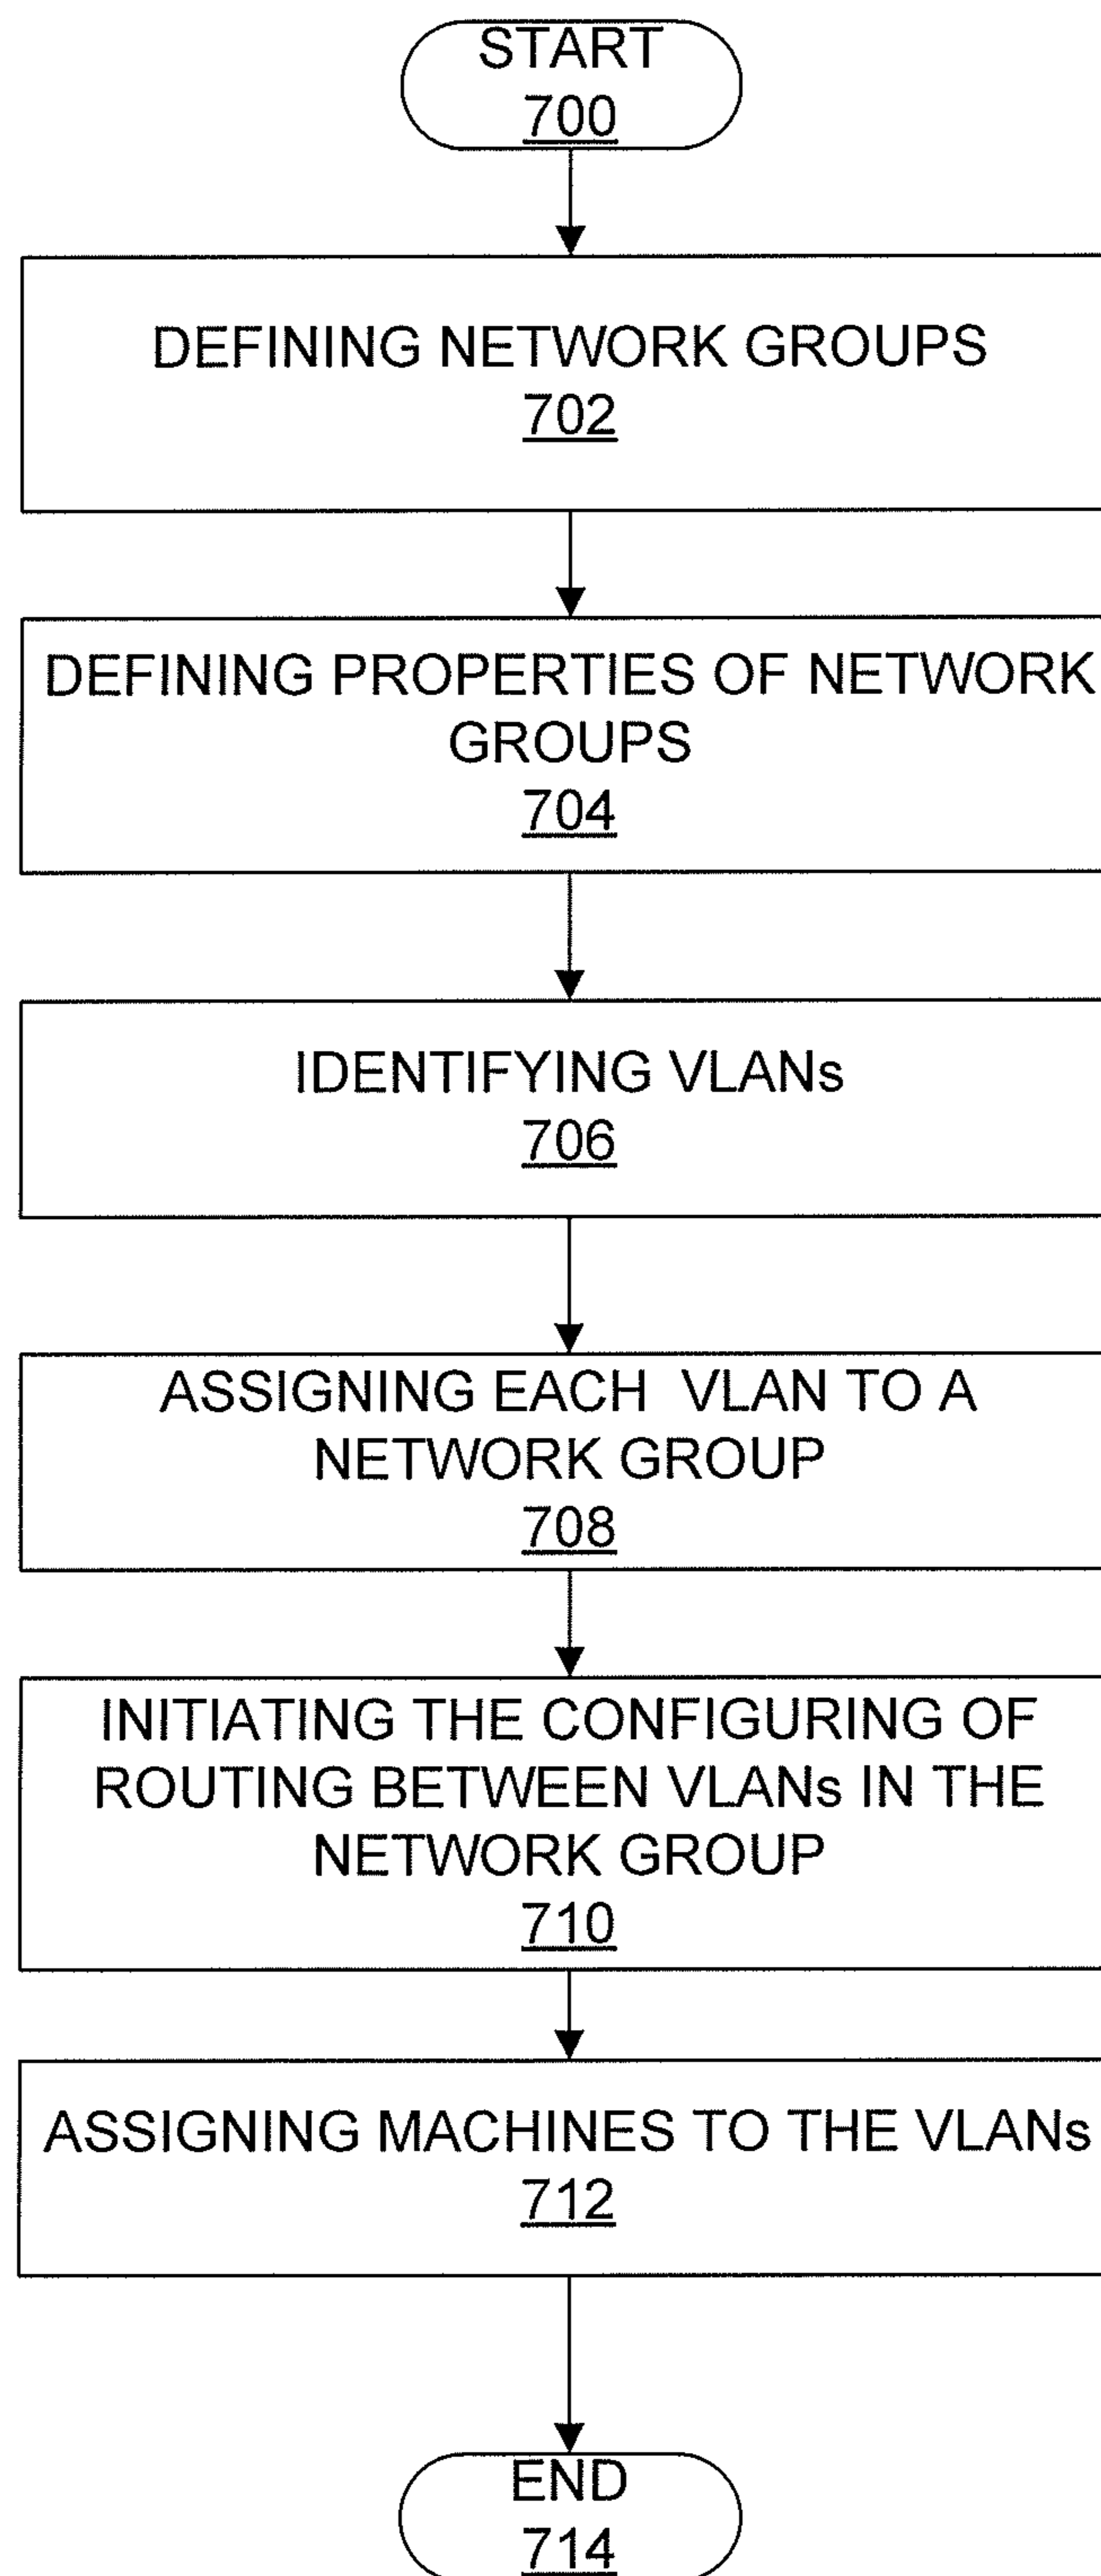 START
700
DEFINING NETWORK GROUPS
702
DEFINING PROPERTIES OF NETWORK
GROUPS
704
IDENTIFYING VLANs
706
ASSIGNING EACH VLAN TO A
NETWORK GROUP
708
INITIATING THE CONFIGURING OF
ROUTING BETWEEN VLANs IN THE
NETWORK GROUP
710
ASSIGNING MACHINES TO THE VLANs
712
END
714